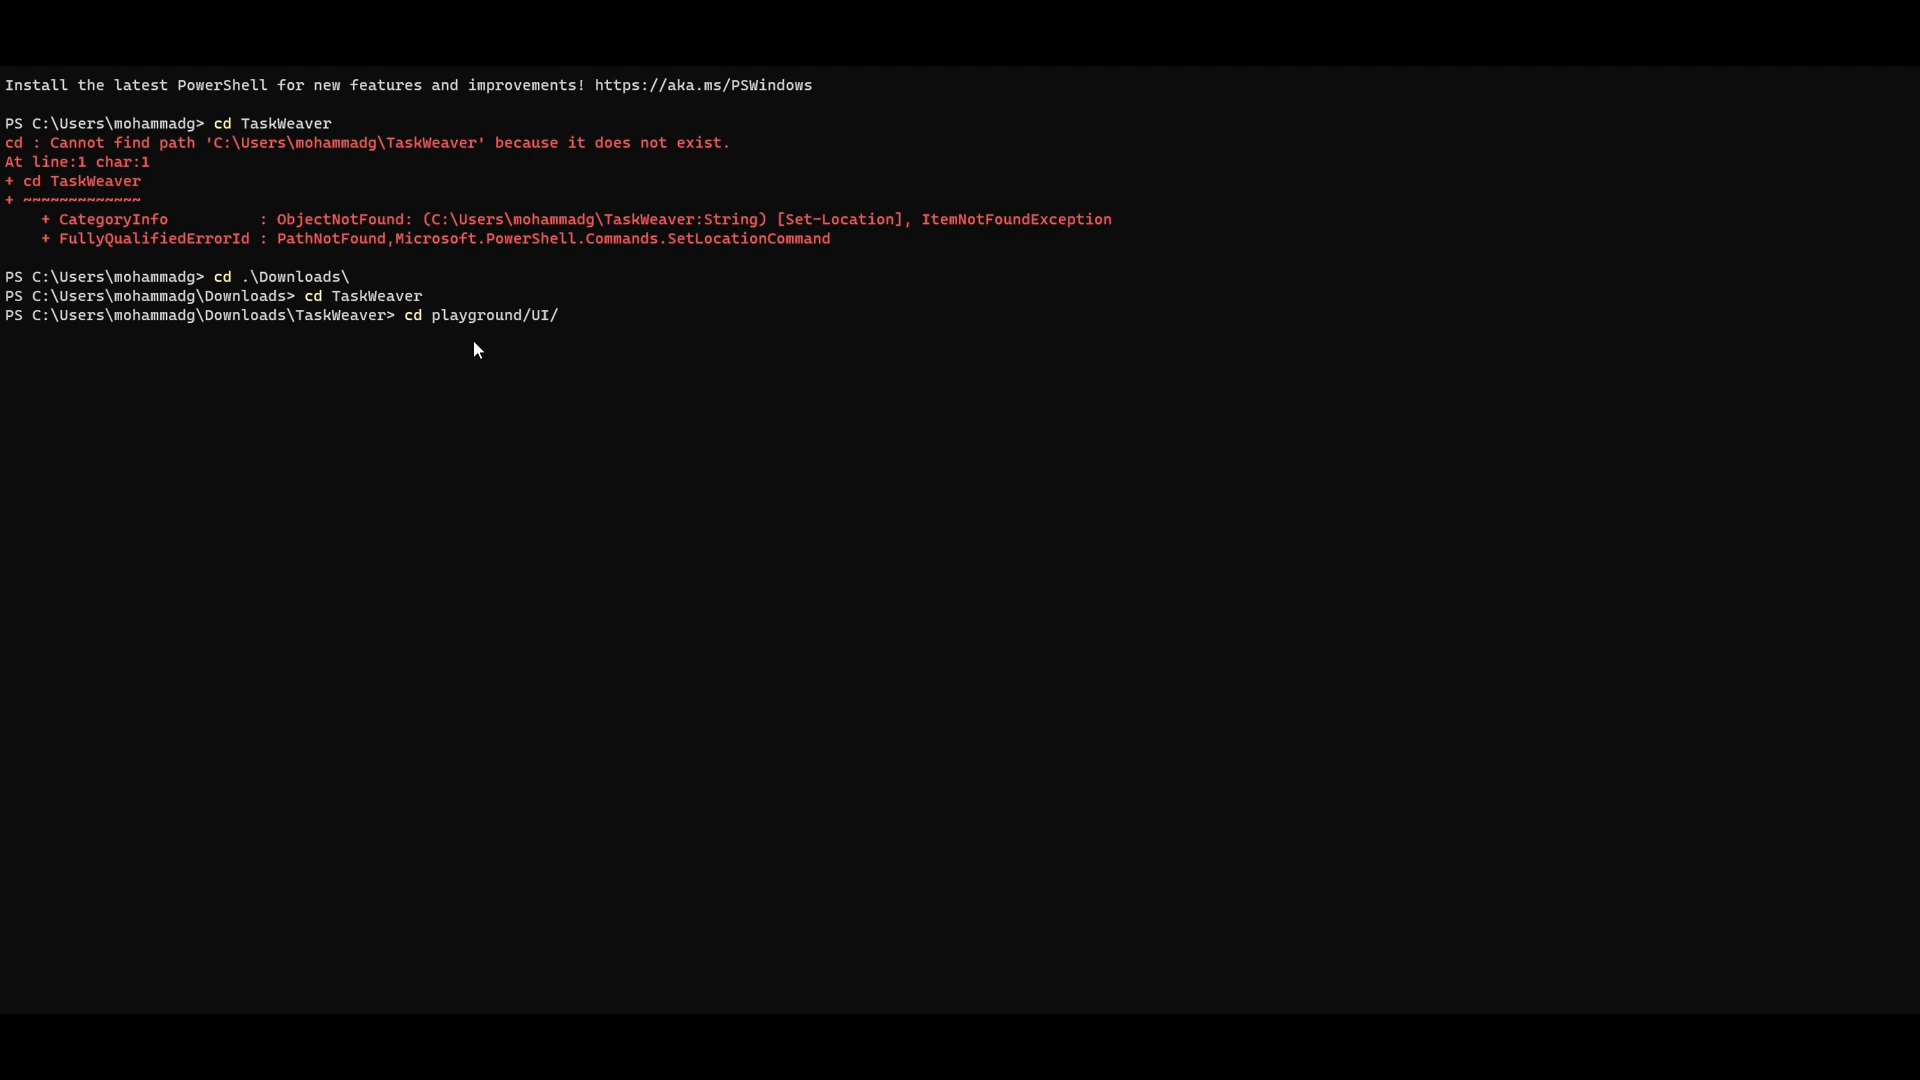 Install the latest PowerShell for new features and improvements! https://aka.ms/PSWindows
PS C:\Users\mohammadg> cd TaskWeaver
cd : Cannot find path 'C:\Users\mohammadg\TaskWeaver' because it does not exist.
At line:1 char:1
+ cd TaskWeaver
+ ~~~~~~~~~~~~~
    + CategoryInfo          : ObjectNotFound: (C:\Users\mohammadg\TaskWeaver:String) [Set-Location], ItemNotFoundException
    + FullyQualifiedErrorId : PathNotFound,Microsoft.PowerShell.Commands.SetLocationCommand
PS C:\Users\mohammadg> cd .\Downloads\
PS C:\Users\mohammadg\Downloads> cd TaskWeaver
PS C:\Users\mohammadg\Downloads\TaskWeaver> cd playground/UI/